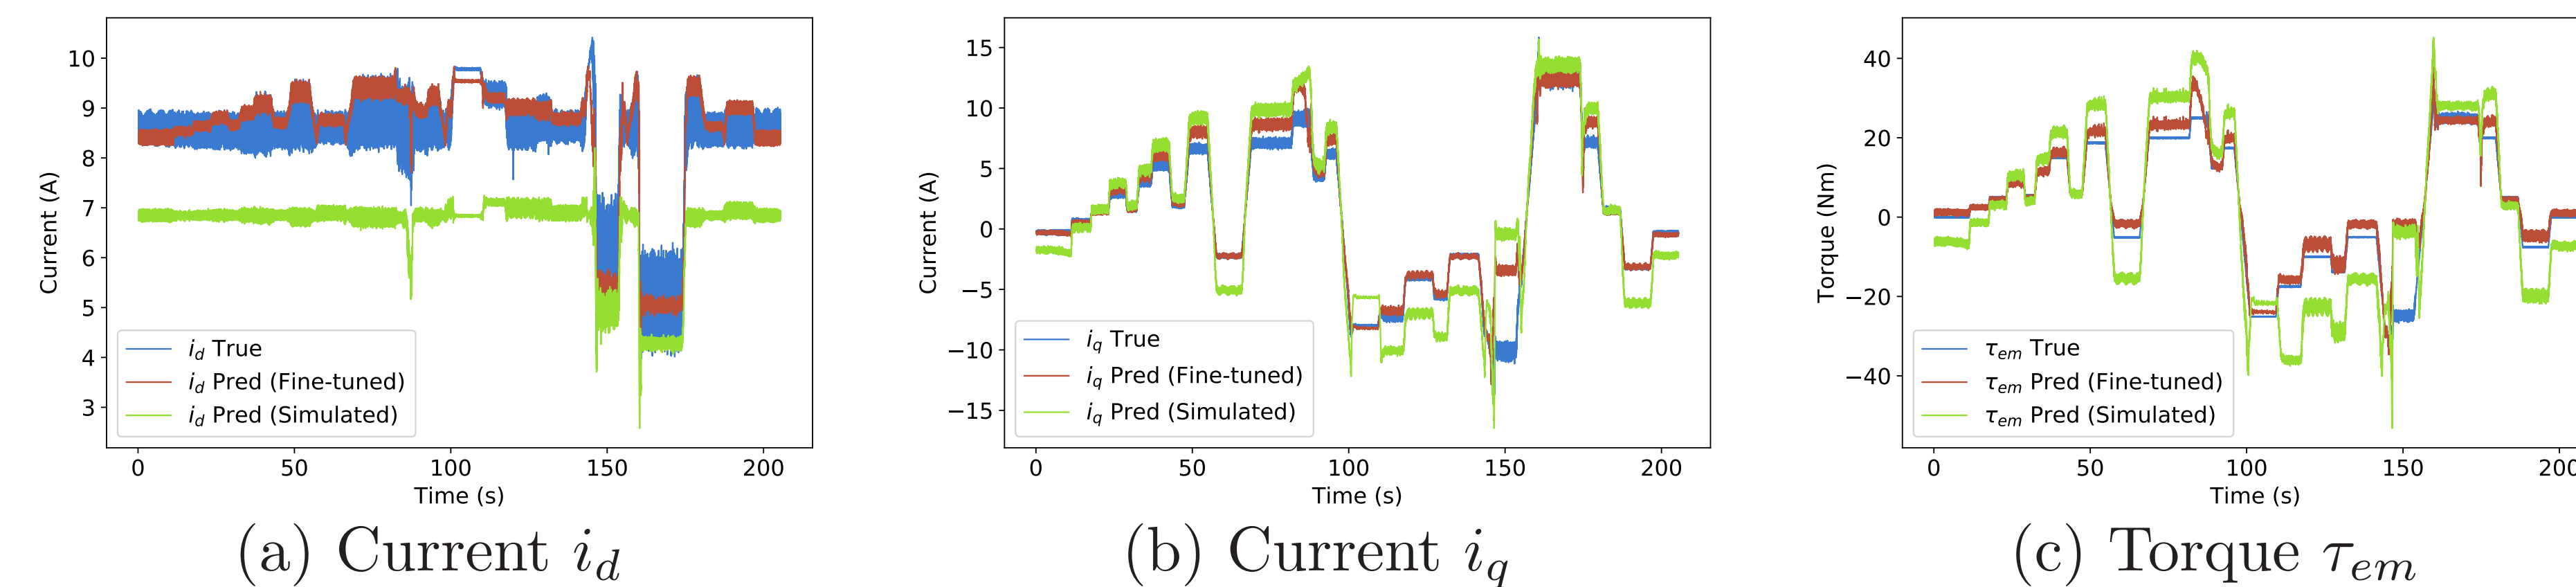 10
9
8
7
6
5
4
3
Current (A)
i_d True
i_d Pred (Fine-tuned)
i_d Pred (Simulated)
0 50 100 150 200
Time (s)
(a) Current i_d
15
10
5
0
−5
−10
−15
Current (A)
i_q True
i_q Pred (Fine-tuned)
i_q Pred (Simulated)
0 50 100 150 200
Time (s)
(b) Current i_q
40
20
0
−20
−40
Torque (Nm)
τ_em True
τ_em Pred (Fine-tuned)
τ_em Pred (Simulated)
0 50 100 150 200
Time (s)
(c) Torque τ_em